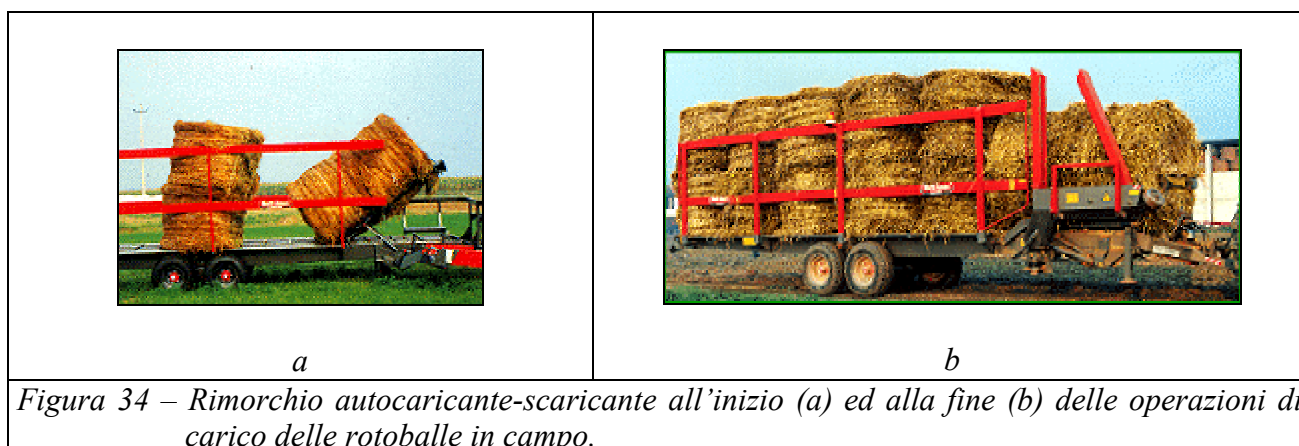 a
b
Figura 34 – Rimorchio autocaricante-scaricante all’inizio (a) ed alla fine (b) delle operazioni di
carico delle rotoballe in campo.